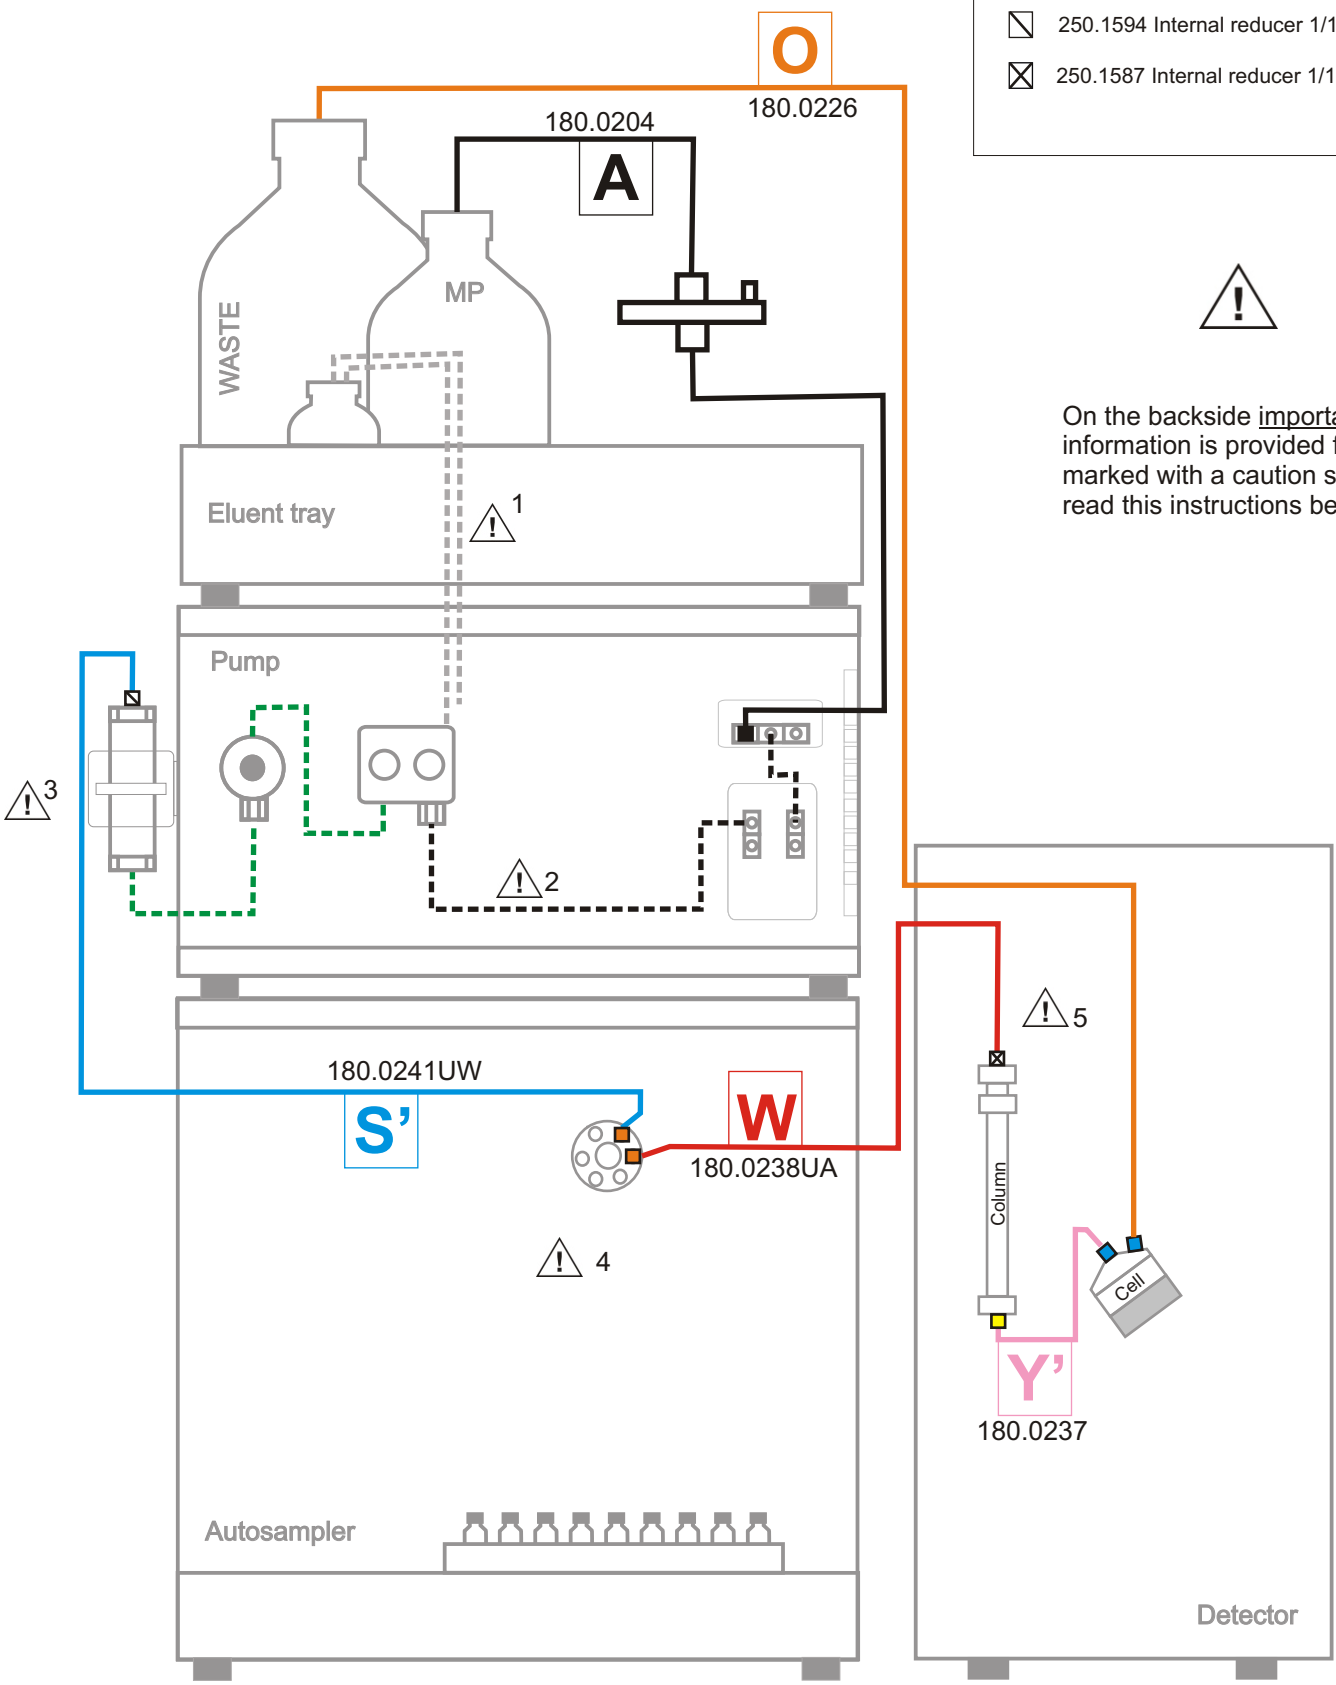 250.1594 Internal reducer 1/1
250.1587 Internal reducer 1/1
O
180.0226
180.0204
A
MP
WASTE
On the backside
information is provided
marked with a caution
read this instructions
Eluent tray
1
Pump
3
2
5
180.0241UW
S’
W
180.0238UA
Column
4
Cell
Y’
180.0237
Autosampler
Detector